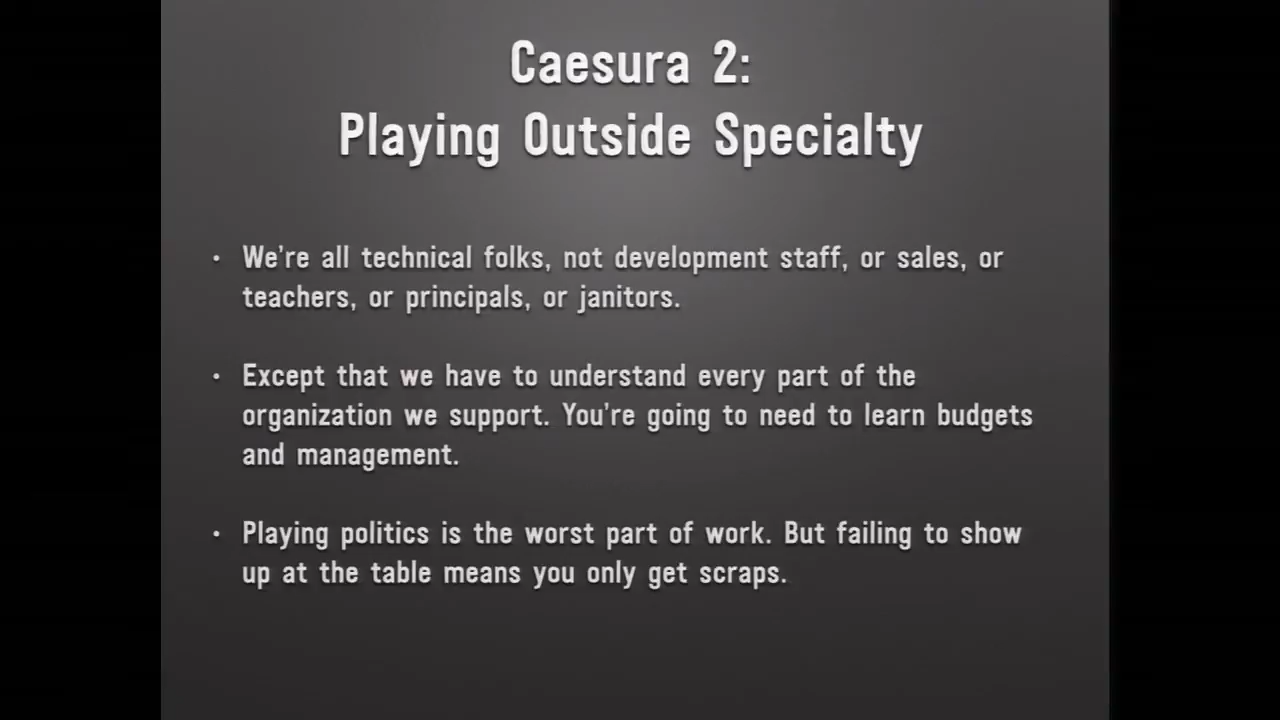 Caesura 2:
Playing Outside Specialty
• We’re all technical folks, not development staff, or sales, or
teachers, or principals, or janitors.
• Except that we have to understand every part of the
organization we support. You’re going to need to learn budgets
and management.
• Playing politics is the worst part of work. But failing to show
up at the table means you only get scraps.